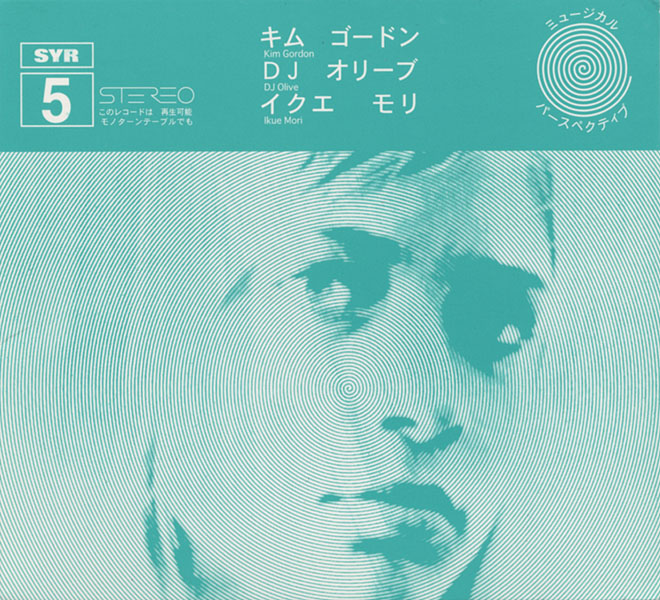 SYR
5
STEREO
このレコードは 再生可能
モノターンテーブルでも
キム ゴードン
Kim Gordon
DJ オリーブ
DJ Olive
イクエ モリ
Ikue Mori
ミュージカル
パースペクティブ